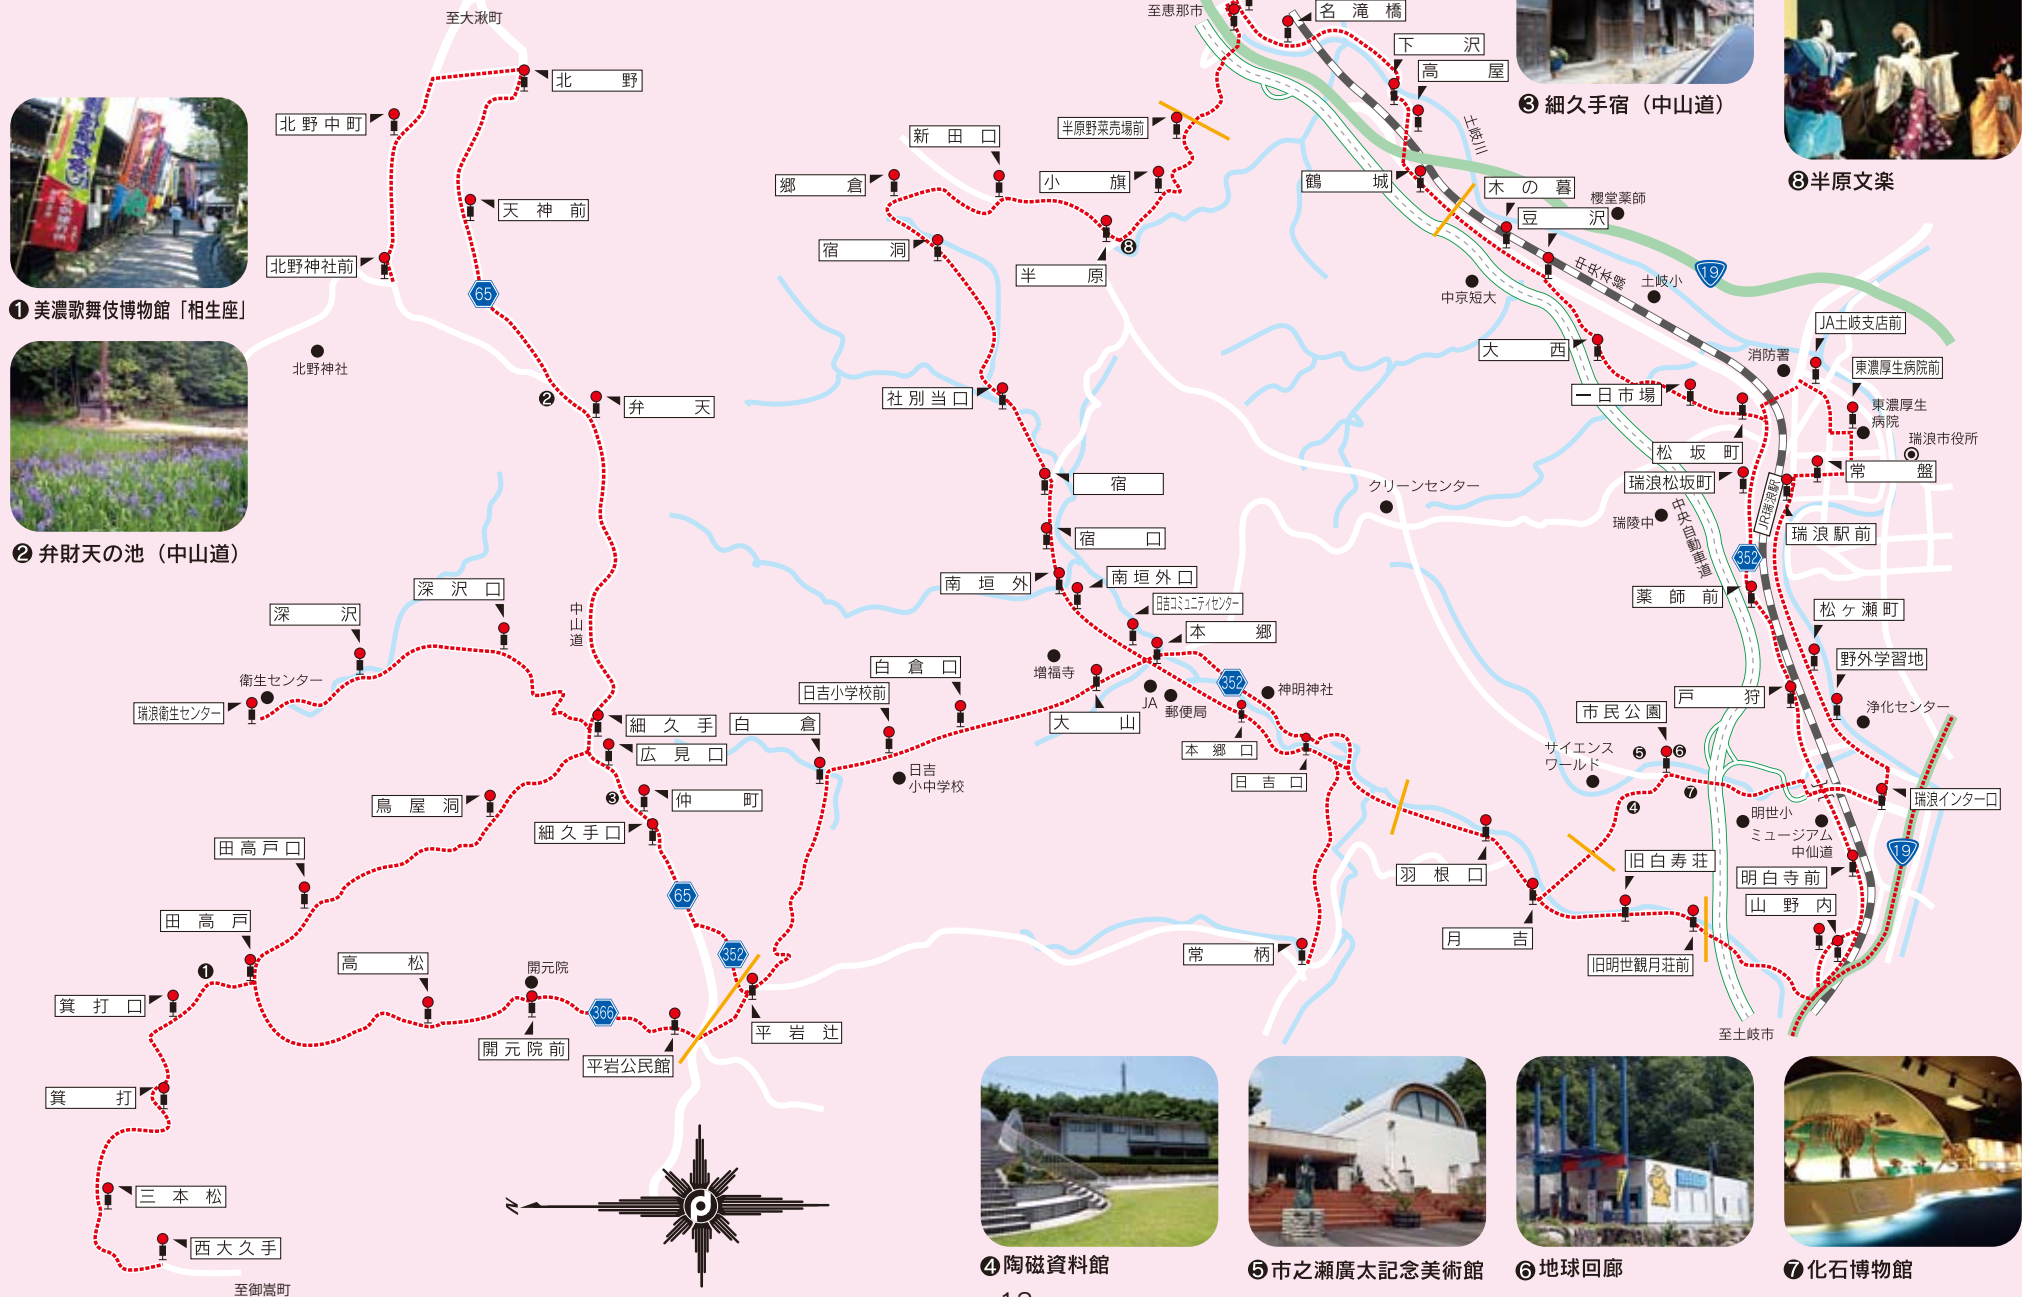 至大湫町
北野
北野中町
天神前
北野神社前
65
北野神社
❷
弁天
中山道
深沢口
深沢
衛生センター
瑞浪衛生センター
細久手
広見口
❸
仲町
細久手口
鳥屋洞
田高戸口
田高戸
❶
箕打口
箕打
三本松
西大久手
至御嵩町
高松
開元院
開元院前
366
平岩公民館
平岩辻
65
352
❶美濃歌舞伎博物館「相生座」
❷弁財天の池(中山道)
新田口
郷倉
宿洞
半原野菜売場前
小旗
半原
❽
社別当口
宿
宿口
南垣外
南垣外口
日吉コミュニティセンター
本郷
増福寺
大山
JA
郵便局
352
神明神社
本郷口
日吉口
白倉口
日吉小学校前
白倉
日吉
小中学校
常柄
羽根口
月吉
旧白寿荘
旧明世観月荘前
至恵那市
名滝橋
下沢
高屋
土岐川
鶴城
木の暮
豆沢
櫻堂薬師
中央本線
土岐小
19
中京短大
大西
一日市場
JA土岐支店前
消防署
東濃厚生病院前
東濃厚生
病院
瑞浪市役所
松坂町
常盤
瑞浪松坂町
JR瑞浪駅
瑞浪駅前
クリーンセンター
瑞陵中
中央自動車道
352
薬師前
松ヶ瀬町
野外学習地
戸狩
浄化センター
市民公園
サイエンス
ワールド
❺
❻
❼
❹
明世小
ミュージアム
中仙道
瑞浪インター口
19
明白寺前
山野内
至土岐市
❸細久手宿(中山道)
❽半原文楽
❹陶磁資料館
❺市之瀬廣太記念美術館
❻地球回廊
❼化石博物館
N